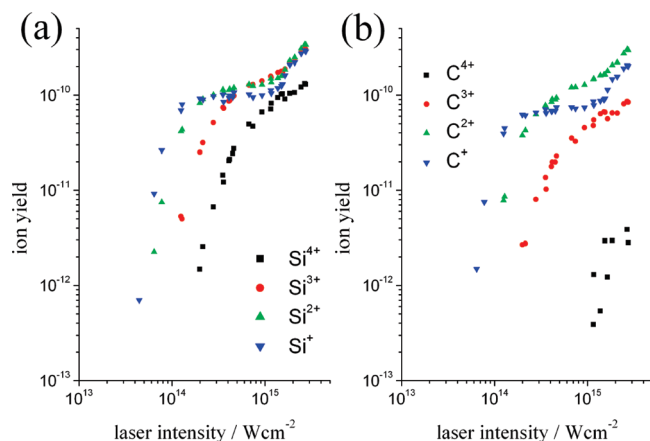 (a)
ion yield
10^-10
10^-11
10^-12
10^-13
10^13
10^14
10^15
laser intensity / Wcm^-2
Si^4+
Si^3+
Si^2+
Si^+
(b)
ion yield
10^-10
10^-11
10^-12
10^-13
10^13
10^14
10^15
laser intensity / Wcm^-2
C^4+
C^3+
C^2+
C^+